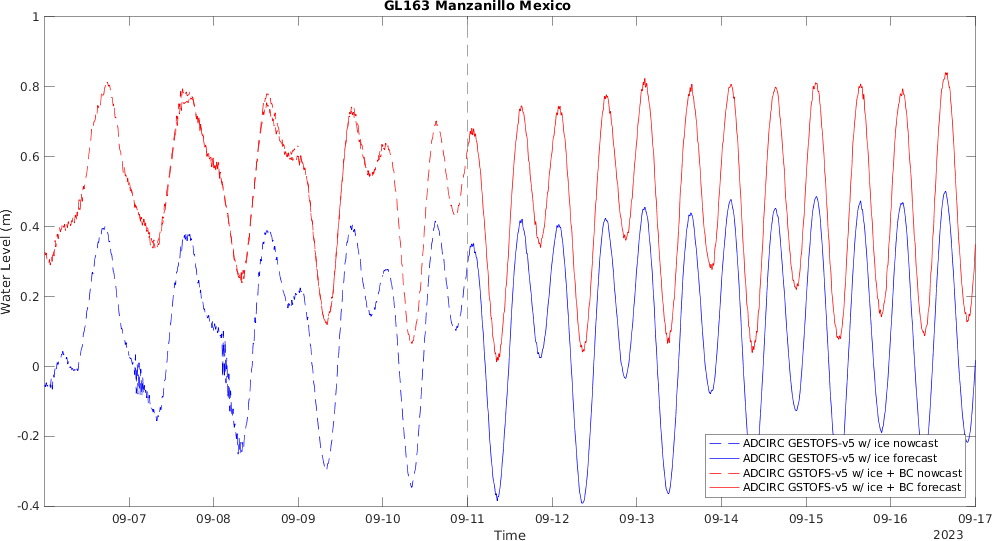 GL163 Manzanillo Mexico
Water Level (m)
1
0.8
0.6
0.4
0.2
0
-0.2
-0.4
ADCIRC GESTOFS-v5 w/ ice nowcast
ADCIRC GESTOFS-v5 w/ ice forecast
ADCIRC GSTOFS-v5 w/ ice + BC nowcast
ADCIRC GSTOFS-v5 w/ ice + BC forecast
09-07 09-08 09-09 09-10 09-11 09-12 09-13 09-14 09-15 09-16 09-17
Time
2023